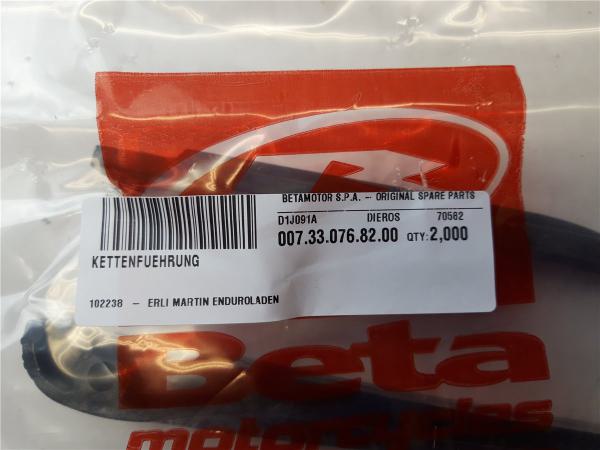 BETAMOTOR S.P.A. - ORIGINAL SPARE PARTS
D1J091A DIEROS 70582
007.33.076.82.00 QTY: 2,000
KETTENFUEHRUNG
102238 - ERLI MARTIN ENDUROLADEN
Beta
motorcycles